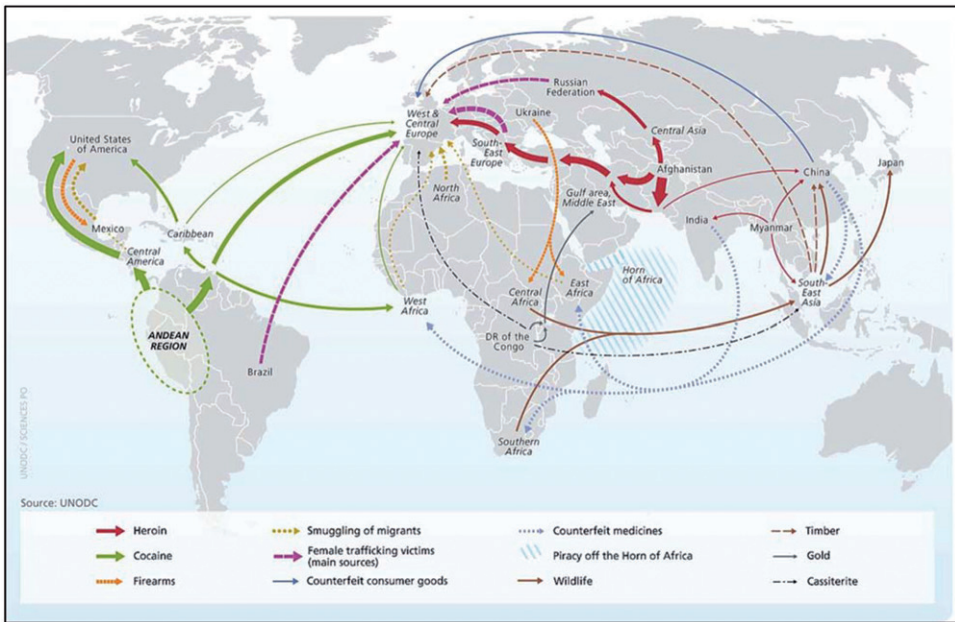 Russian
Federation
West &
Central
Europe
Ukraine
United States
of America
Central Asia
South-
East
Europe
Afghanistan
Japan
China
North
Africa
Gulf area,
Middle East
Mexico
India
Myanmar
Caribbean
Central
America
Horn
of Africa
South-
East
Asia
West
Africa
Central
Africa
East
Africa
ANDEAN
REGION
DR of the
Congo
Brazil
Southern
Africa
UNODC / SCIENCES PO
Source: UNODC
Heroin
Cocaine
Firearms
Smuggling of migrants
Female trafficking victims
(main sources)
Counterfeit consumer goods
Counterfeit medicines
Piracy off the Horn of Africa
Wildlife
Timber
Gold
Cassiterite